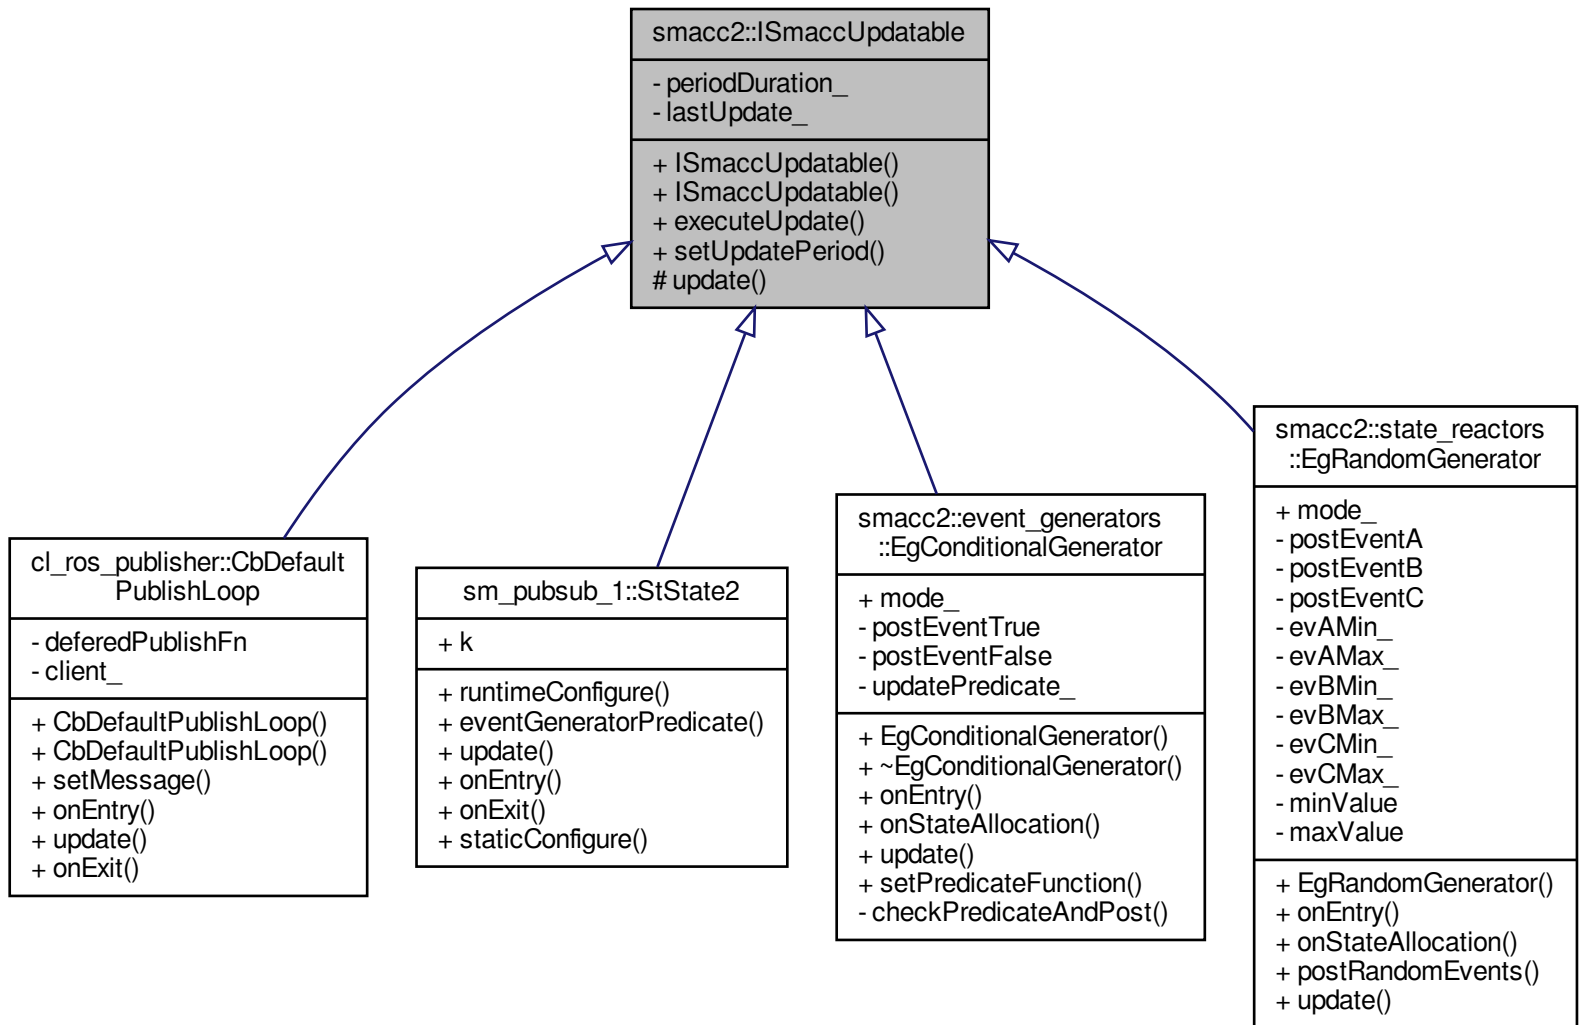 smacc2::ISmaccUpdatable
- periodDuration_
- lastUpdate_
+ ISmaccUpdatable()
+ ISmaccUpdatable()
+ executeUpdate()
+ setUpdatePeriod()
# update()
cl_ros_publisher::CbDefault
PublishLoop
- deferedPublishFn
- client_
+ CbDefaultPublishLoop()
+ CbDefaultPublishLoop()
+ setMessage()
+ onEntry()
+ update()
+ onExit()
sm_pubsub_1::StState2
+ k
+ runtimeConfigure()
+ eventGeneratorPredicate()
+ update()
+ onEntry()
+ onExit()
+ staticConfigure()
smacc2::event_generators
::EgConditionalGenerator
+ mode_
- postEventTrue
- postEventFalse
- updatePredicate_
+ EgConditionalGenerator()
+ ~EgConditionalGenerator()
+ onEntry()
+ onStateAllocation()
+ update()
+ setPredicateFunction()
- checkPredicateAndPost()
smacc2::state_reactors
::EgRandomGenerator
+ mode_
- postEventA
- postEventB
- postEventC
- evAMin_
- evAMax_
- evBMin_
- evBMax_
- evCMin_
- evCMax_
- minValue
- maxValue
+ EgRandomGenerator()
+ onEntry()
+ onStateAllocation()
+ postRandomEvents()
+ update()